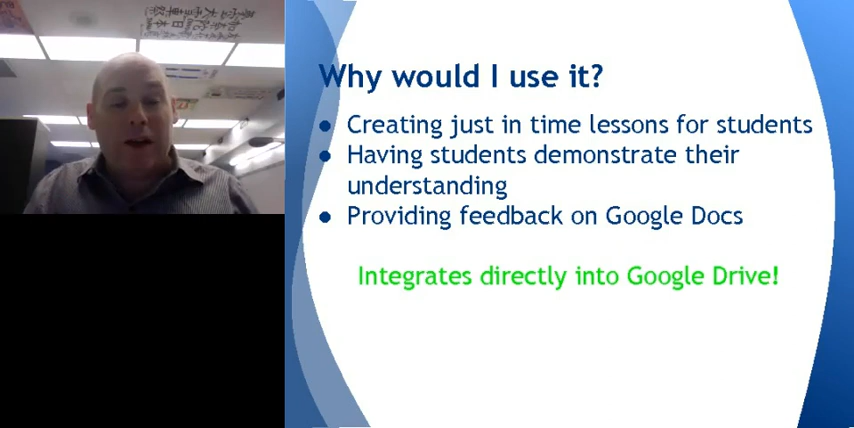 Why would I use it?
● Creating just in time lessons for students
● Having students demonstrate their
understanding
● Providing feedback on Google Docs
Integrates directly into Google Drive!